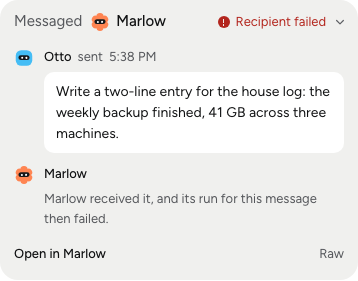 Messaged Marlow Recipient failed
Otto sent 5:38 PM
Write a two-line entry for the house log: the
weekly backup finished, 41 GB across three
machines.
Marlow
Marlow received it, and its run for this message
then failed.
Open in Marlow Raw